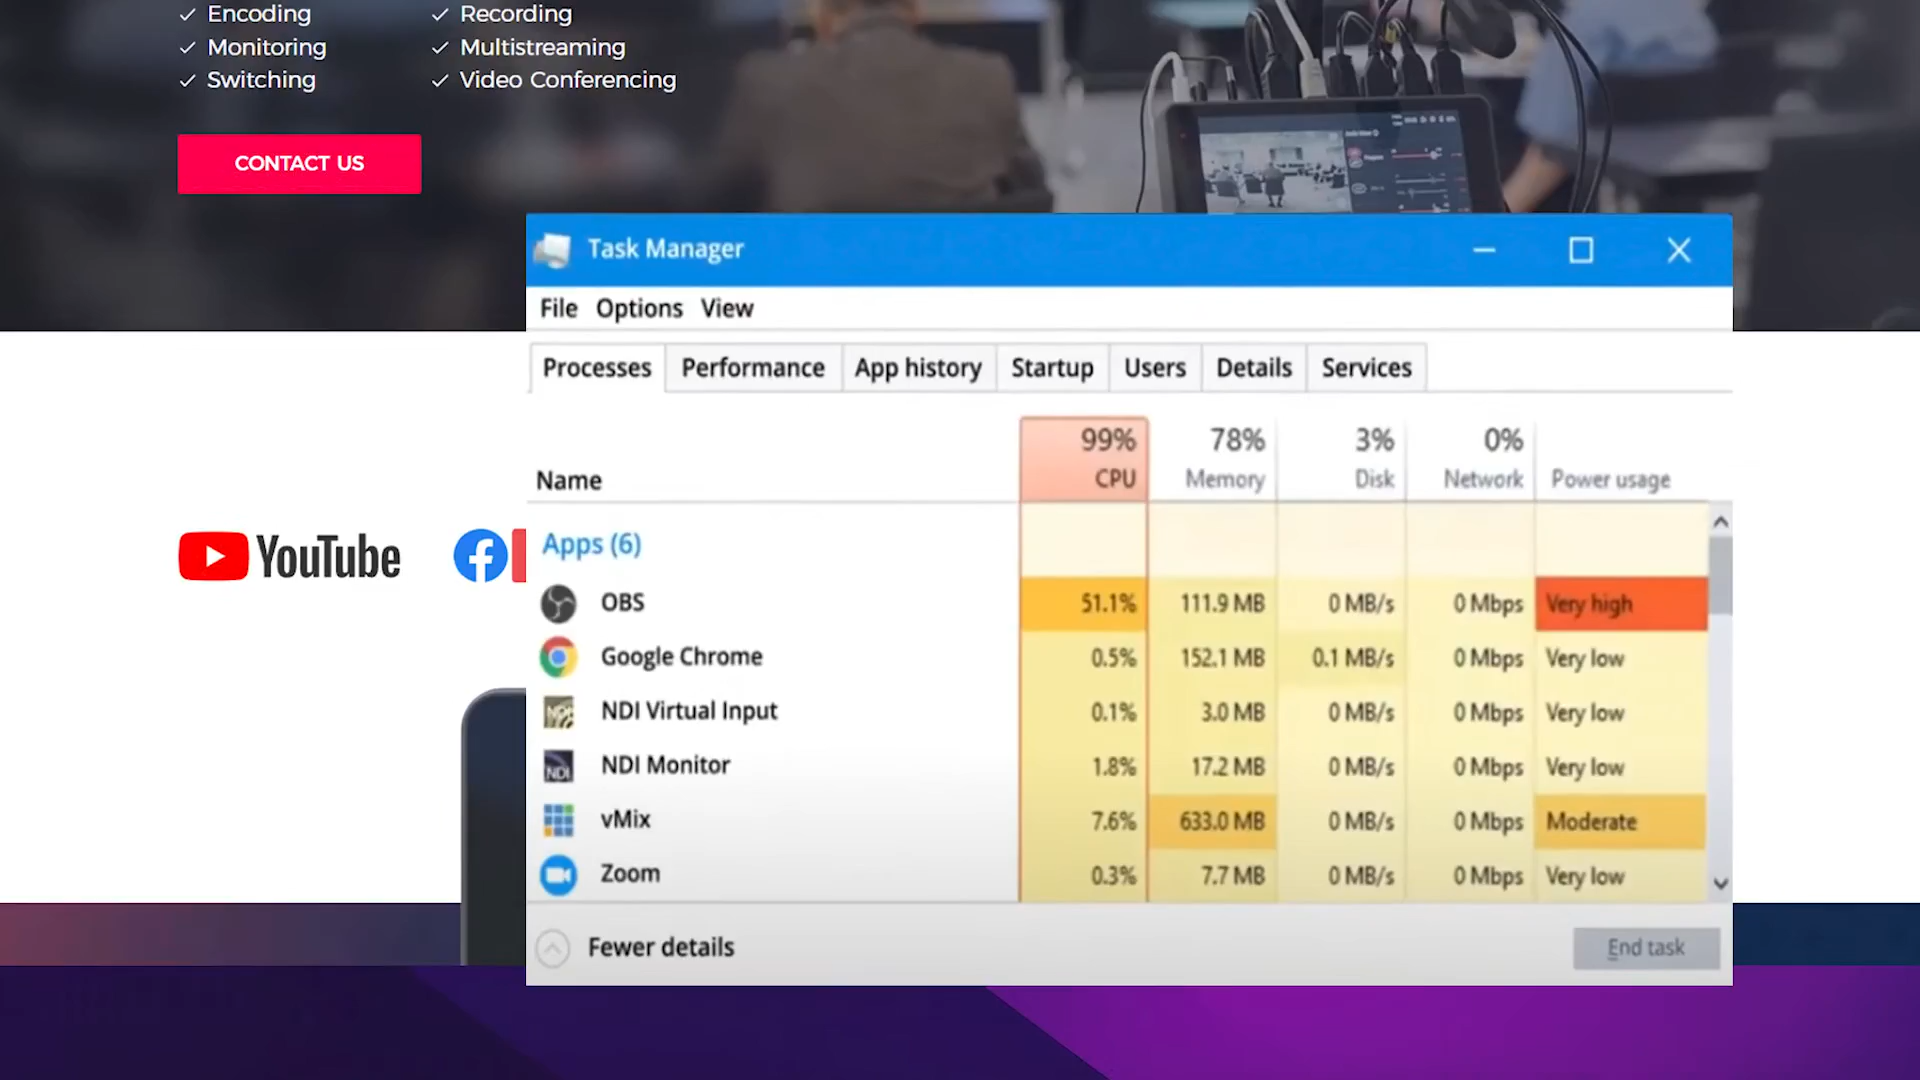 ✓ Encoding ✓ Recording
✓ Monitoring ✓ Multistreaming
✓ Switching ✓ Video Conferencing
CONTACT US
Task Manager
File Options View
Processes Performance App history Startup Users Details Services
99% 78% 3% 0%
Name CPU Memory Disk Network Power usage
YouTube
Apps (6)
OBS 51.1% 111.9 MB 0 MB/s 0 Mbps Very high
Google Chrome 0.5% 152.1 MB 0.1 MB/s 0 Mbps Very low
NDI Virtual Input 0.1% 3.0 MB 0 MB/s 0 Mbps Very low
NDI Monitor 1.8% 17.2 MB 0 MB/s 0 Mbps Very low
vMix 7.6% 633.0 MB 0 MB/s 0 Mbps Moderate
Zoom 0.3% 7.7 MB 0 MB/s 0 Mbps Very low
Fewer details End task